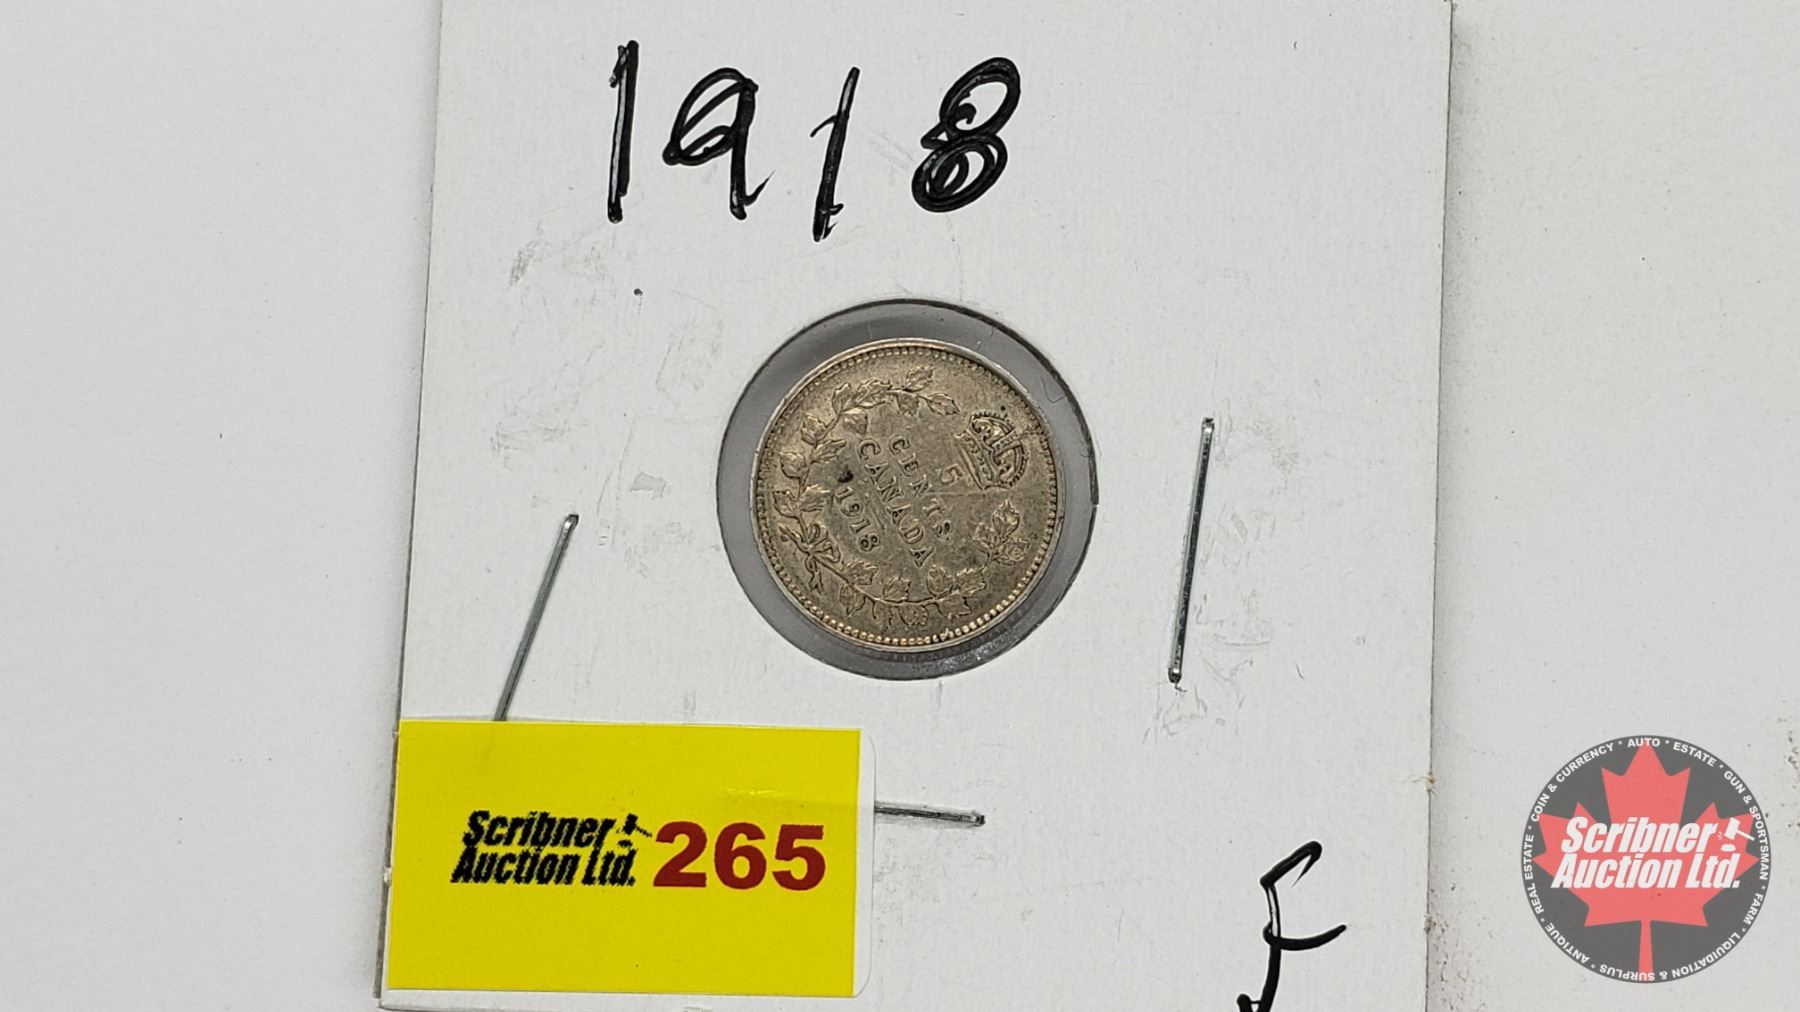 1918
5
CENTS
CANADA
1918
Scribner
Auction Ltd.
265
F
COIN & CURRENCY * AUTO * ESTATE * GUN & SPORTSMAN * FARM * LIQUIDATION & SURPLUS * ANTIQUE * REAL ESTATE *
Scribner
Auction Ltd.